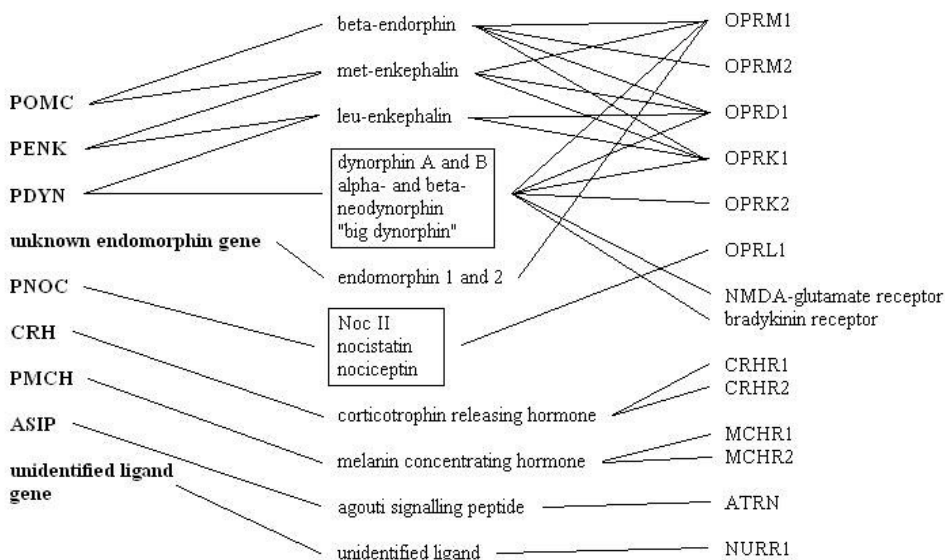 POMC
PENK
PDYN
unknown endomorphin gene
PNOC
CRH
PMCH
ASIP
unidentified ligand
gene
beta-endorphin
met-enkephalin
leu-enkephalin
dynorphin A and B
alpha- and beta-
neodynorphin
"big dynorphin"
endomorphin 1 and 2
Noc II
nocistatin
nociceptin
corticotrophin releasing hormone
melanin concentrating hormone
agouti signalling peptide
unidentified ligand
OPRM1
OPRM2
OPRD1
OPRK1
OPRK2
OPRL1
NMDA-glutamate receptor
bradykinin receptor
CRHR1
CRHR2
MCHR1
MCHR2
ATRN
NURR1